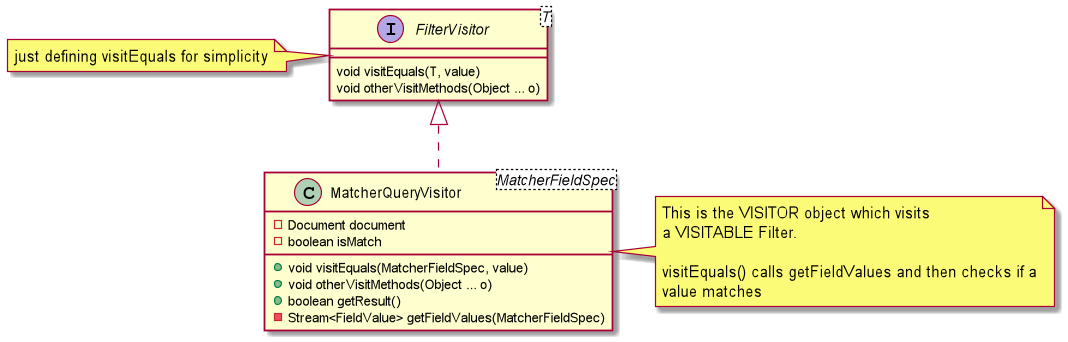 T
I FilterVisitor
just defining visitEquals for simplicity
void visitEquals(T, value)
void otherVisitMethods(Object ... o)
MatcherFieldSpec
C MatcherQueryVisitor
Document document
boolean isMatch
void visitEquals(MatcherFieldSpec, value)
void otherVisitMethods(Object ... o)
boolean getResult()
Stream<FieldValue> getFieldValues(MatcherFieldSpec)
This is the VISITOR object which visits
a VISITABLE Filter.
visitEquals() calls getFieldValues and then checks if a
value matches